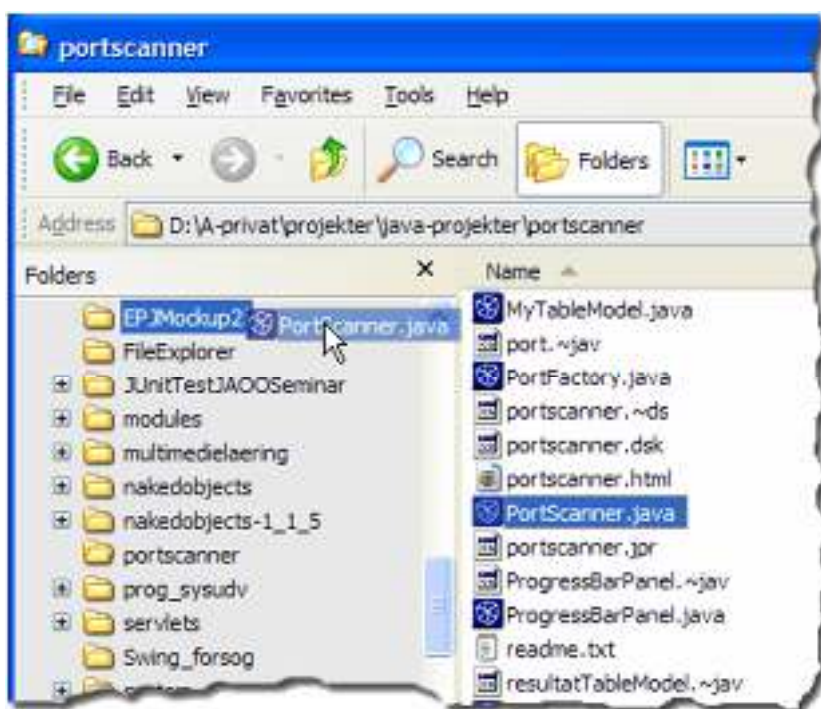 portscanner
File Edit View Favorites Tools Help
Back Search Folders
Address D:\A-privat\projekter\java-projekter\portscanner
Folders
EPJMockup2
PortScanner.java
FileExplorer
JUnitTestJAOOSeminar
modules
multimedielaering
nakedobjects
nakedobjects-1_1_5
portscanner
prog_sysudv
servlets
Swing_forsog
Name
MyTableModel.java
port.~jav
PortFactory.java
portscanner.~ds
portscanner.dsk
portscanner.html
PortScanner.java
portscanner.jpr
ProgressBarPanel.~jav
ProgressBarPanel.java
readme.txt
resultatTableModel.~jav